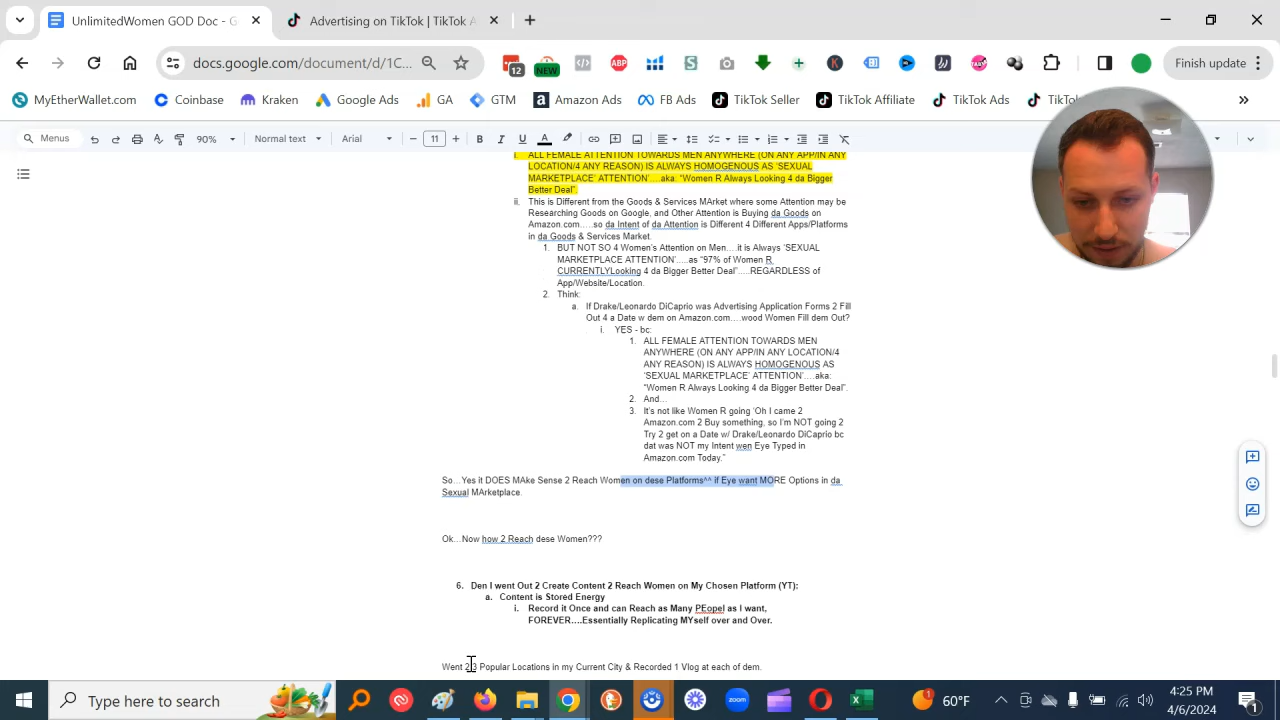 UnlimitedWomen GOD Doc - G
Advertising on TikTok | TikTok A
docs.google.com/document/d/1C...
12
NEW
ABP
Finish update
MyEtherWallet.com
Coinbase
Kraken
Google Ads
GA
GTM
Amazon Ads
FB Ads
TikTok Seller
TikTok Affiliate
TikTok Ads
Menus
90%
Normal text
Arial
11
i. ALL FEMALE ATTENTION TOWARDS MEN ANYWHERE (ON ANY APP/IN ANY
LOCATION/4 ANY REASON) IS ALWAYS HOMOGENOUS AS 'SEXUAL
MARKETPLACE' ATTENTION'….aka: "Women R Always Looking 4 da Bigger
Better Deal".
ii. This is Different from the Goods & Services MArket where some Attention may be
Researching Goods on Google, and Other Attention is Buying da Goods on
Amazon.com…..so da Intent of da Attention is Different 4 Different Apps/Platforms
in da Goods & Services Market.
1. BUT NOT SO 4 Women's Attention on Men….it is Always 'SEXUAL
MARKETPLACE ATTENTION'…..as "97% of Women R
CURRENTLYLooking 4 da Bigger Better Deal"…..REGARDLESS of
App/Website/Location.
2. Think:
a. If Drake/Leonardo DiCaprio was Advertising Application Forms 2 Fill
Out 4 a Date w dem on Amazon.com….wood Women Fill dem Out?
i. YES - bc:
1. ALL FEMALE ATTENTION TOWARDS MEN
ANYWHERE (ON ANY APP/IN ANY LOCATION/4
ANY REASON) IS ALWAYS HOMOGENOUS AS
'SEXUAL MARKETPLACE' ATTENTION'….aka:
"Women R Always Looking 4 da Bigger Better Deal".
2. And…
3. It's not like Women R going 'Oh I came 2
Amazon.com 2 Buy something, so I'm NOT going 2
Try 2 get on a Date w/ Drake/Leonardo DiCaprio bc
dat was NOT my Intent wen Eye Typed in
Amazon.com Today."
So…Yes it DOES MAke Sense 2 Reach Women on dese Platforms^^ if Eye want MORE Options in da
Sexual MArketplace.
Ok…Now how 2 Reach dese Women???
6. Den I went Out 2 Create Content 2 Reach Women on My Chosen Platform (YT):
a. Content is Stored Energy
i. Record it Once and can Reach as Many PEopel as I want,
FOREVER….Essentially Replicating MYself over and Over.
Went 2 3 Popular Locations in my Current City & Recorded 1 Vlog at each of dem.
Type here to search
zoom
1
60°F
4:25 PM
4/6/2024
1